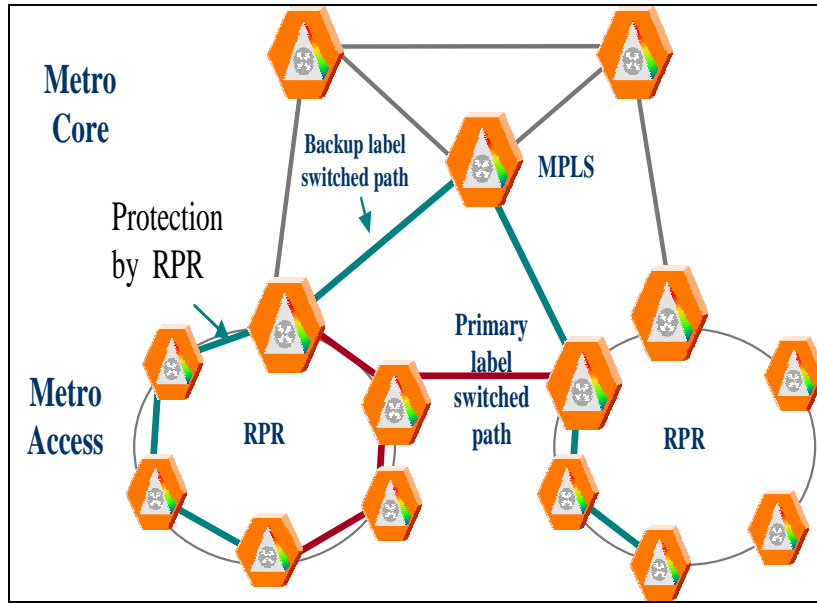 Metro
Core
Backup label
switched path
MPLS
Protection
by RPR
Primary
label
switched
path
Metro
Access
RPR
RPR